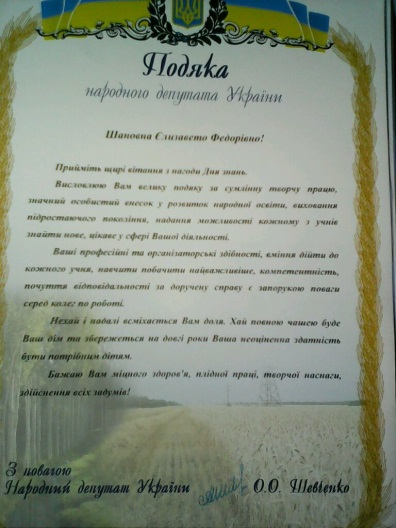 Подяка
народного депутата України
Шановна Єлизавето Федорівно!
Прийміть щирі вітання з нагоди Дня знань.
Висловлюю Вам велику подяку за сумлінну творчу працю,
значний особистий внесок у розвиток народної освіти, виховання
підростаючого покоління, надання можливості кожному з учнів
знайти нове, цікаве у сфері Вашої діяльності.
Ваші професійні та організаторські здібності, вміння дійти до
кожного учня, навчити побачити найважливіше, компетентність,
почуття відповідальності за доручену справу є запорукою поваги
серед колег по роботі.
Нехай і надалі всміхається Вам доля. Хай повною чашею буде
Ваш дім та збережеться на довгі роки Ваша неоціненна здатність
бути потрібним дітям.
Бажаю Вам міцного здоров'я, плідної праці, творчої наснаги,
здійснення всіх задумів!
З повагою
Народний депутат України О.О. Шевченко